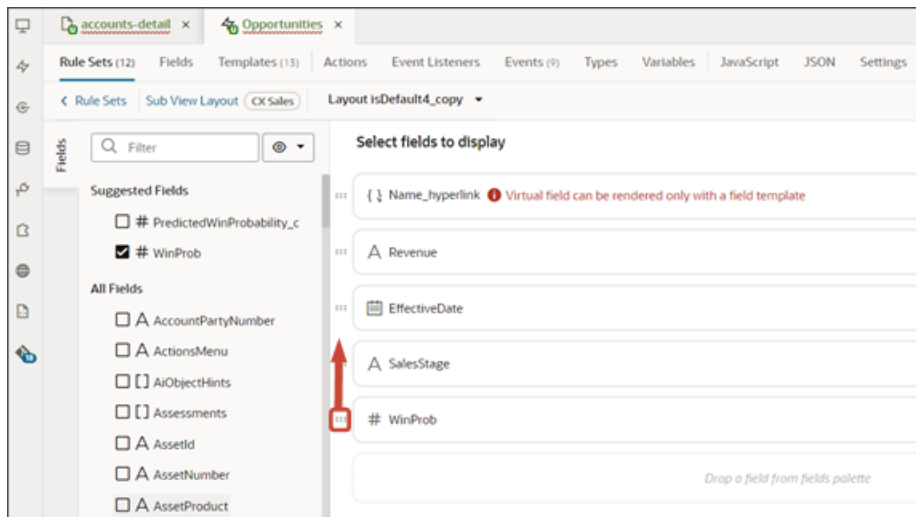 accounts-detail × Opportunities ×
Rule Sets (12) Fields Templates (13) Actions Event Listeners Events (9) Types Variables JavaScript JSON Settings
Rule Sets Sub View Layout CX Sales Layout isDefault4_copy
Fields
Filter
Select fields to display
Suggested Fields
{ } Name_hyperlink Virtual field can be rendered only with a field template
# PredictedWinProbability_c
# WinProb
A Revenue
All Fields
EffectiveDate
A AccountPartyNumber
A ActionsMenu
A SalesStage
[] AiObjectHints
[] Assessments
# WinProb
A AssetId
A AssetNumber
Drop a field from fields palette
A AssetProduct
18